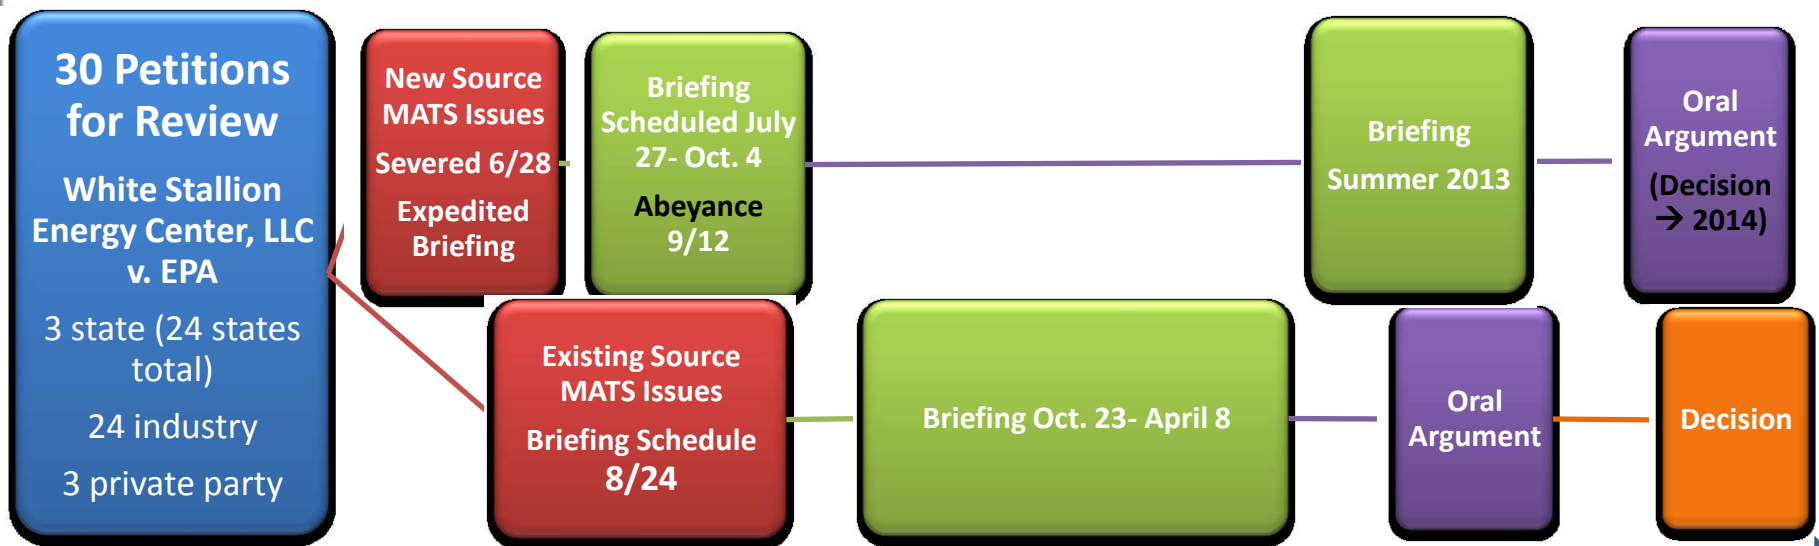 30 Petitions
for Review
White Stallion
Energy Center, LLC
v. EPA
3 state (24 states
total)
24 industry
3 private party
New Source
MATS Issues
Severed 6/28
Expedited
Briefing
Briefing
Scheduled July
27- Oct. 4
Abeyance
9/12
Briefing
Summer 2013
Oral
Argument
(Decision
→ 2014)
Existing Source
MATS Issues
Briefing Schedule
8/24
Briefing Oct. 23- April 8
Oral
Argument
Decision